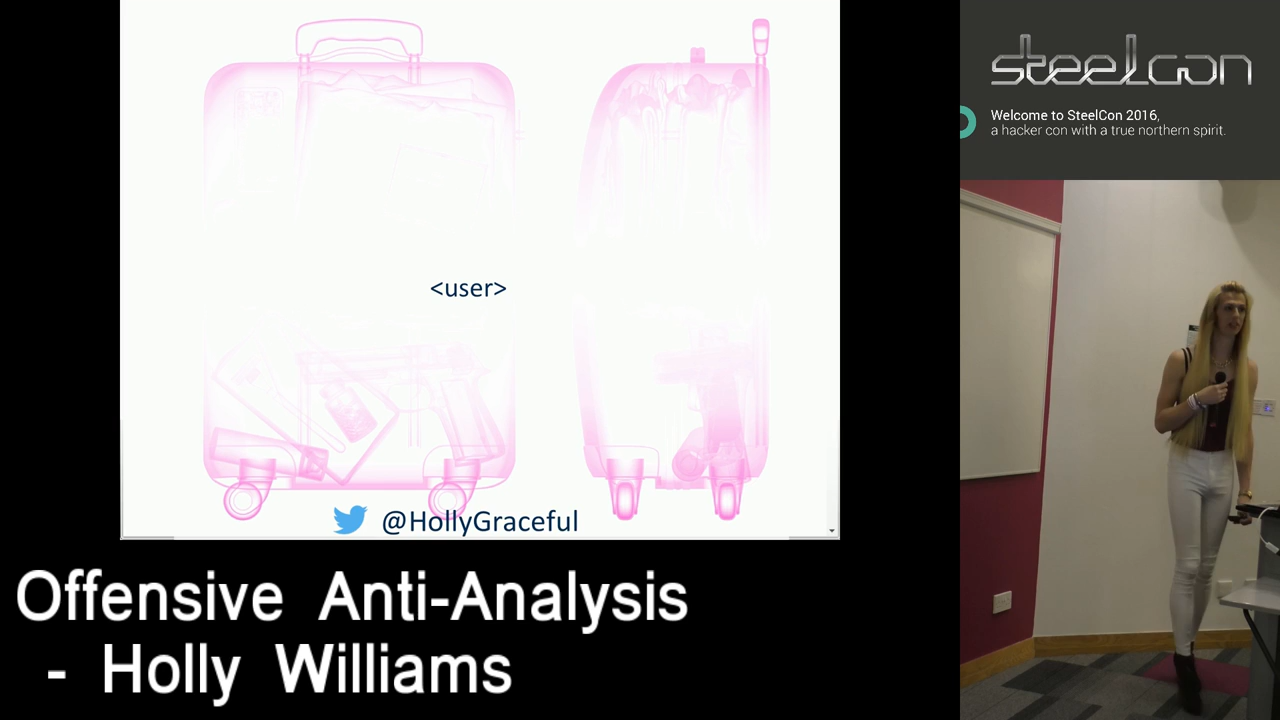 <user>
@HollyGraceful
Offensive Anti-Analysis
- Holly Williams
steelcon
Welcome to SteelCon 2016,
a hacker con with a true northern spirit.